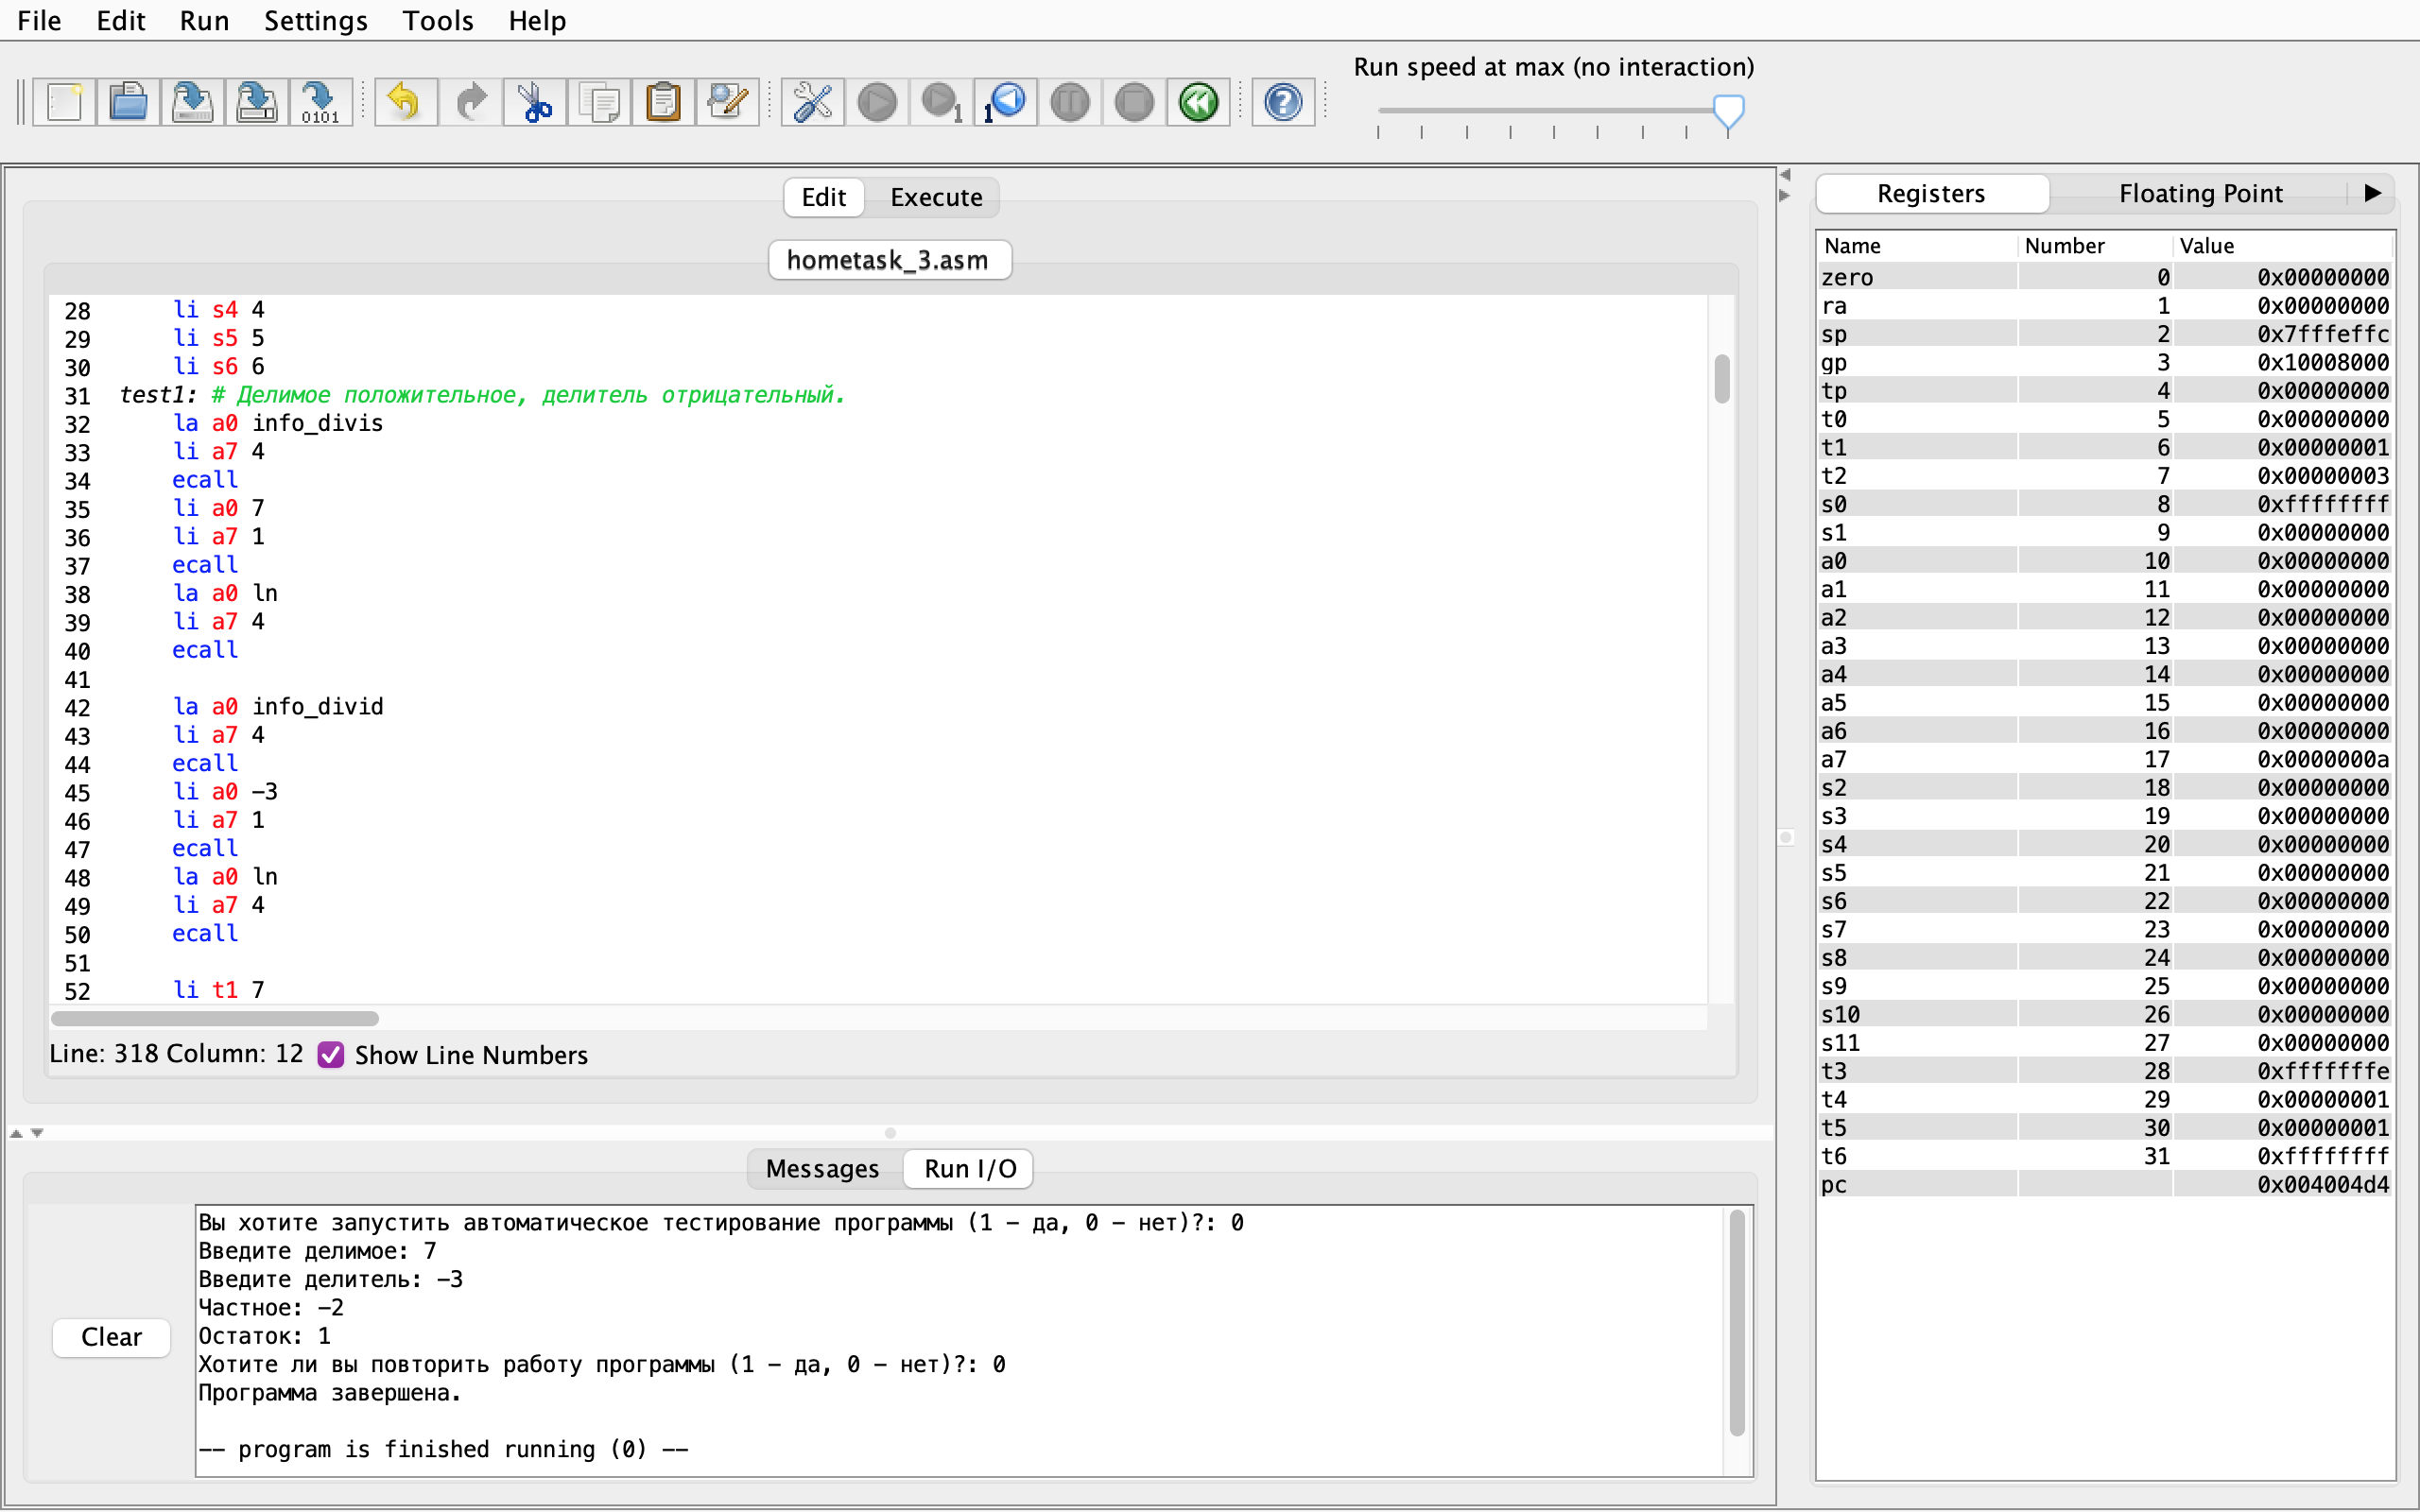 File Edit Run Settings Tools Help
Run speed at max (no interaction)
0101
1
1
Edit Execute
hometask_3.asm
28 li s4 4
29 li s5 5
30 li s6 6
31 test1: # Делимое положительное, делитель отрицательный.
32 la a0 info_divis
33 li a7 4
34 ecall
35 li a0 7
36 li a7 1
37 ecall
38 la a0 ln
39 li a7 4
40 ecall
41
42 la a0 info_divid
43 li a7 4
44 ecall
45 li a0 -3
46 li a7 1
47 ecall
48 la a0 ln
49 li a7 4
50 ecall
51
52 li t1 7
Line: 318 Column: 12 Show Line Numbers
Messages Run I/O
Clear
Вы хотите запустить автоматическое тестирование программы (1 - да, 0 - нет)?: 0
Введите делимое: 7
Введите делитель: -3
Частное: -2
Остаток: 1
Хотите ли вы повторить работу программы (1 - да, 0 - нет)?: 0
Программа завершена.
-- program is finished running (0) --
Registers Floating Point
Name Number Value
zero 0 0x00000000
ra 1 0x00000000
sp 2 0x7fffeffc
gp 3 0x10008000
tp 4 0x00000000
t0 5 0x00000000
t1 6 0x00000001
t2 7 0x00000003
s0 8 0xffffffff
s1 9 0x00000000
a0 10 0x00000000
a1 11 0x00000000
a2 12 0x00000000
a3 13 0x00000000
a4 14 0x00000000
a5 15 0x00000000
a6 16 0x00000000
a7 17 0x0000000a
s2 18 0x00000000
s3 19 0x00000000
s4 20 0x00000000
s5 21 0x00000000
s6 22 0x00000000
s7 23 0x00000000
s8 24 0x00000000
s9 25 0x00000000
s10 26 0x00000000
s11 27 0x00000000
t3 28 0xfffffffe
t4 29 0x00000001
t5 30 0x00000001
t6 31 0xffffffff
pc 0x004004d4